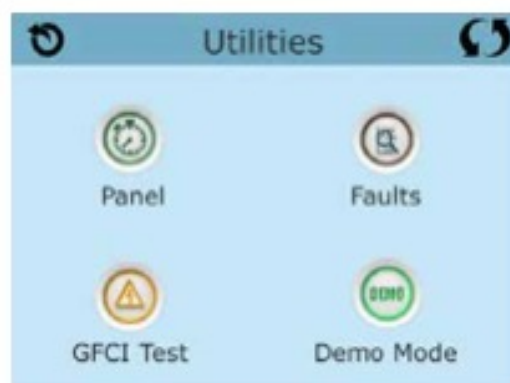 Utilities
Panel
Faults
DEMO
GFCI Test
Demo Mode